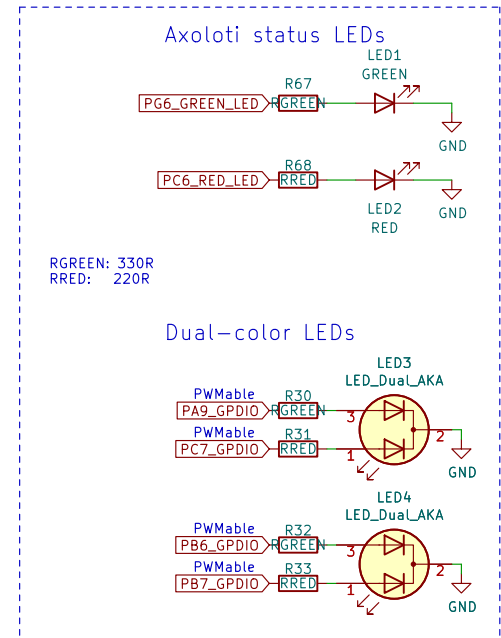 Axoloti status LEDs
LED1
GREEN
R67
PG6_GREEN_LED
RGREEN
GND
R68
PC6_RED_LED
RRED
LED2
RED
GND
RGREEN: 330R
RRED: 220R
Dual-color LEDs
LED3
LED_Dual_AKA
PWMable
R30
PA9_GPDIO
RGREEN
3
PWMable
R31
2
PC7_GPDIO
RRED
1
GND
LED4
LED_Dual_AKA
PWMable
R32
PB6_GPDIO
RGREEN
3
PWMable
R33
2
PB7_GPDIO
RRED
1
GND